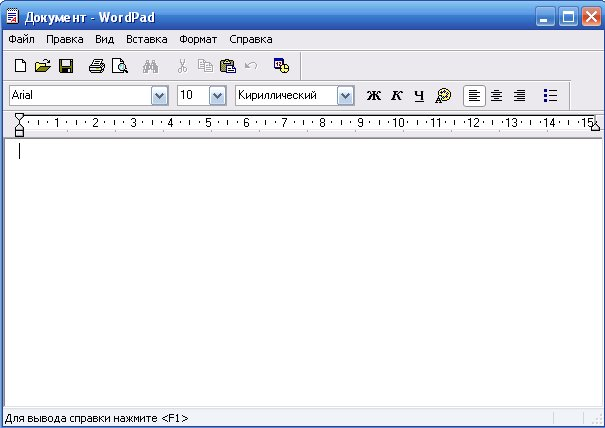 Документ - WordPad
Файл Правка Вид Вставка Формат Справка
Arial 10 Кириллический Ж К Ч
1 2 3 4 5 6 7 8 9 10 11 12 13 14 15
Для вывода справки нажмите <F1>